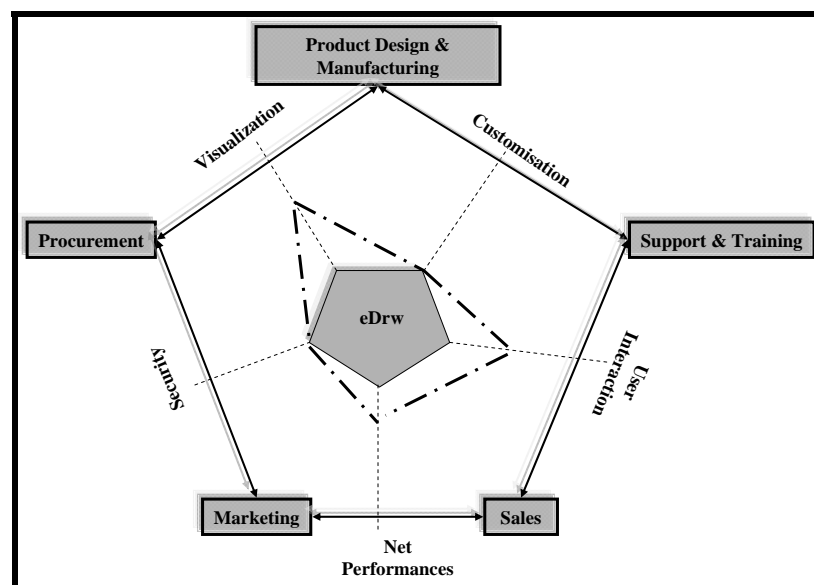 Product Design &
Manufacturing
Visualization
Customisation
Procurement
Support & Training
eDrw
Security
User
Interaction
Marketing
Sales
Net
Performances